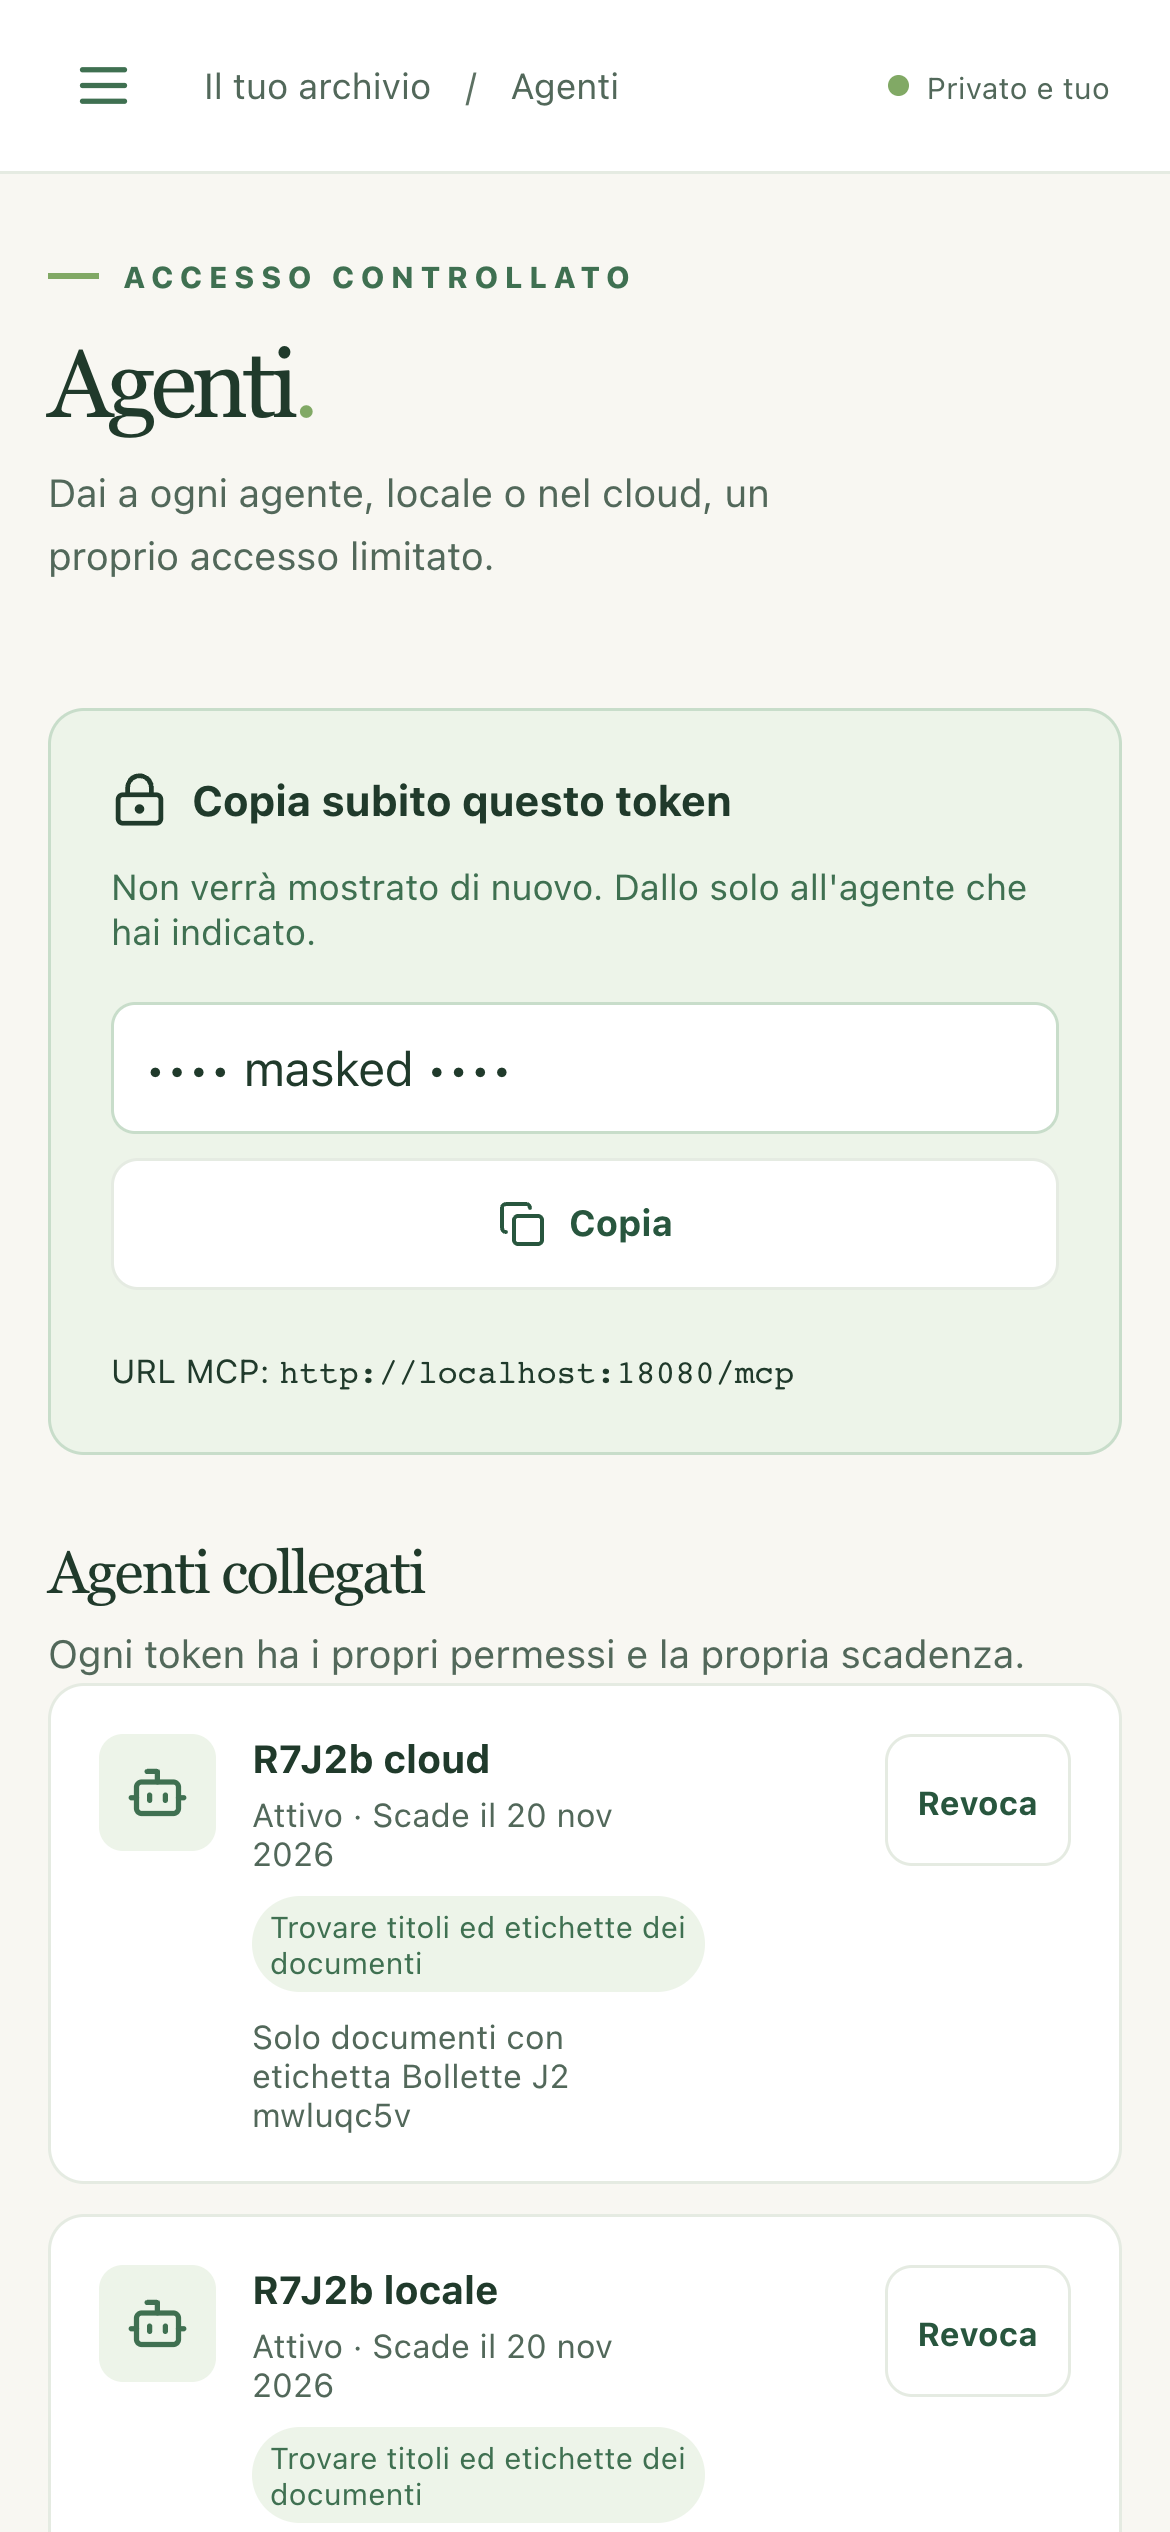 Il tuo archivio / Agenti
Privato e tuo
ACCESSO CONTROLLATO
Agenti.
Dai a ogni agente, locale o nel cloud, un
proprio accesso limitato.
Copia subito questo token
Non verrà mostrato di nuovo. Dallo solo all'agente che
hai indicato.
•••• masked ••••
Copia
URL MCP: http://localhost:18080/mcp
Agenti collegati
Ogni token ha i propri permessi e la propria scadenza.
R7J2b cloud
Attivo · Scade il 20 nov
2026
Revoca
Trovare titoli ed etichette dei
documenti
Solo documenti con
etichetta Bollette J2
mwluqc5v
R7J2b locale
Attivo · Scade il 20 nov
2026
Revoca
Trovare titoli ed etichette dei
documenti